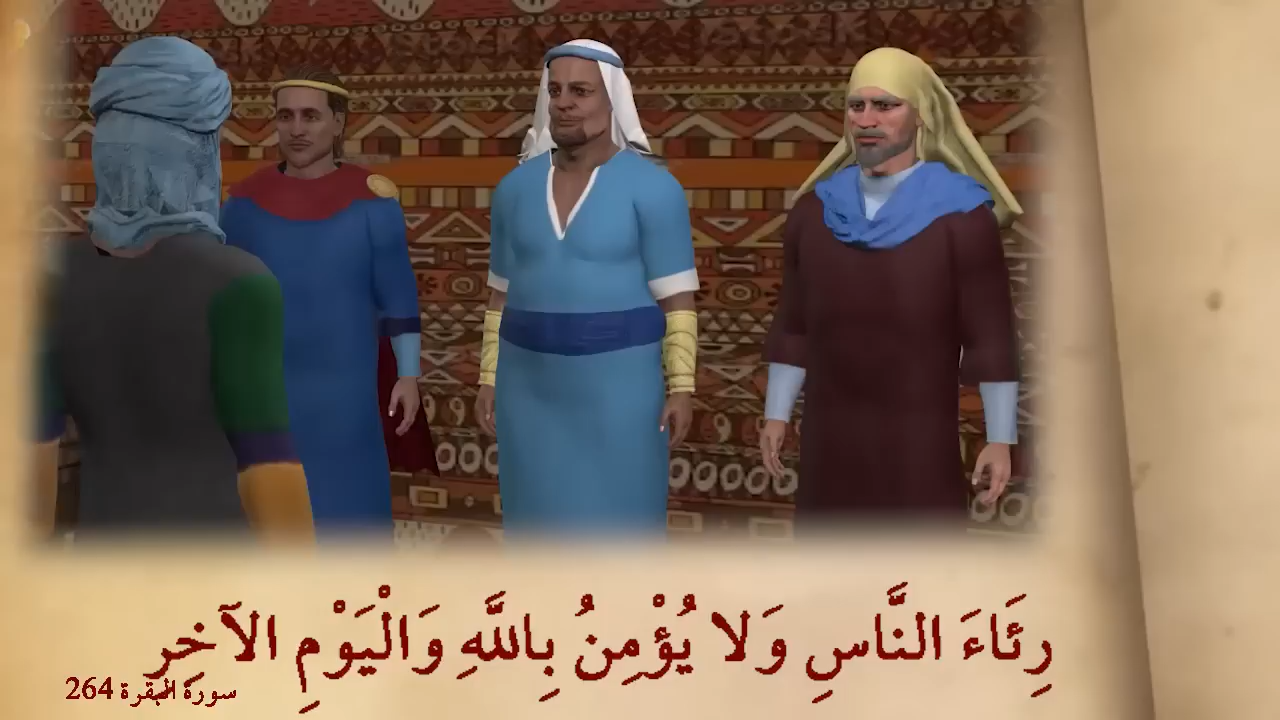 رِئَاءَ النَّاسِ وَلا يُؤْمِنُ بِاللَّهِ وَالْيَوْمِ الآخِرِ
سورة البقرة 264